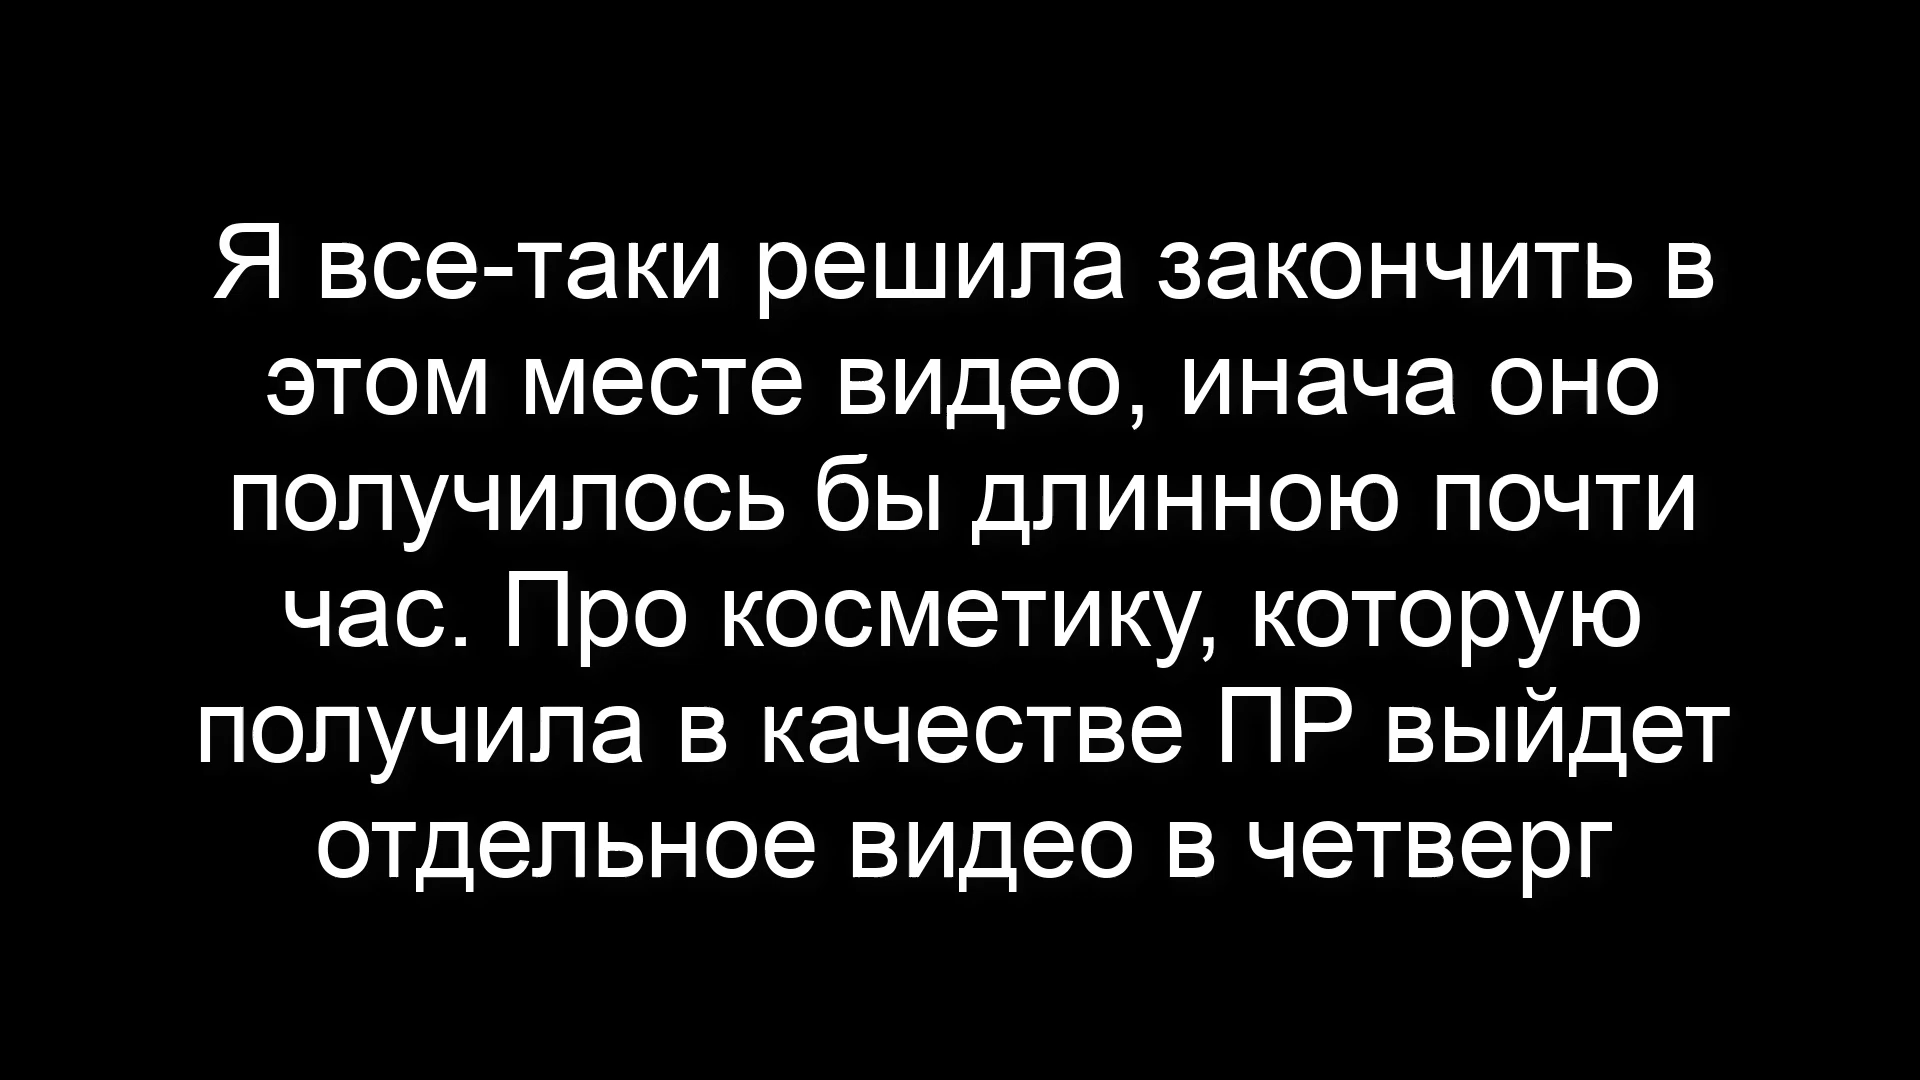 Я все-таки решила закончить в
этом месте видео, иначе оно
получилось бы длинною почти
час. Про косметику, которую
получила в качестве ПР выйдет
отдельное видео в четверг